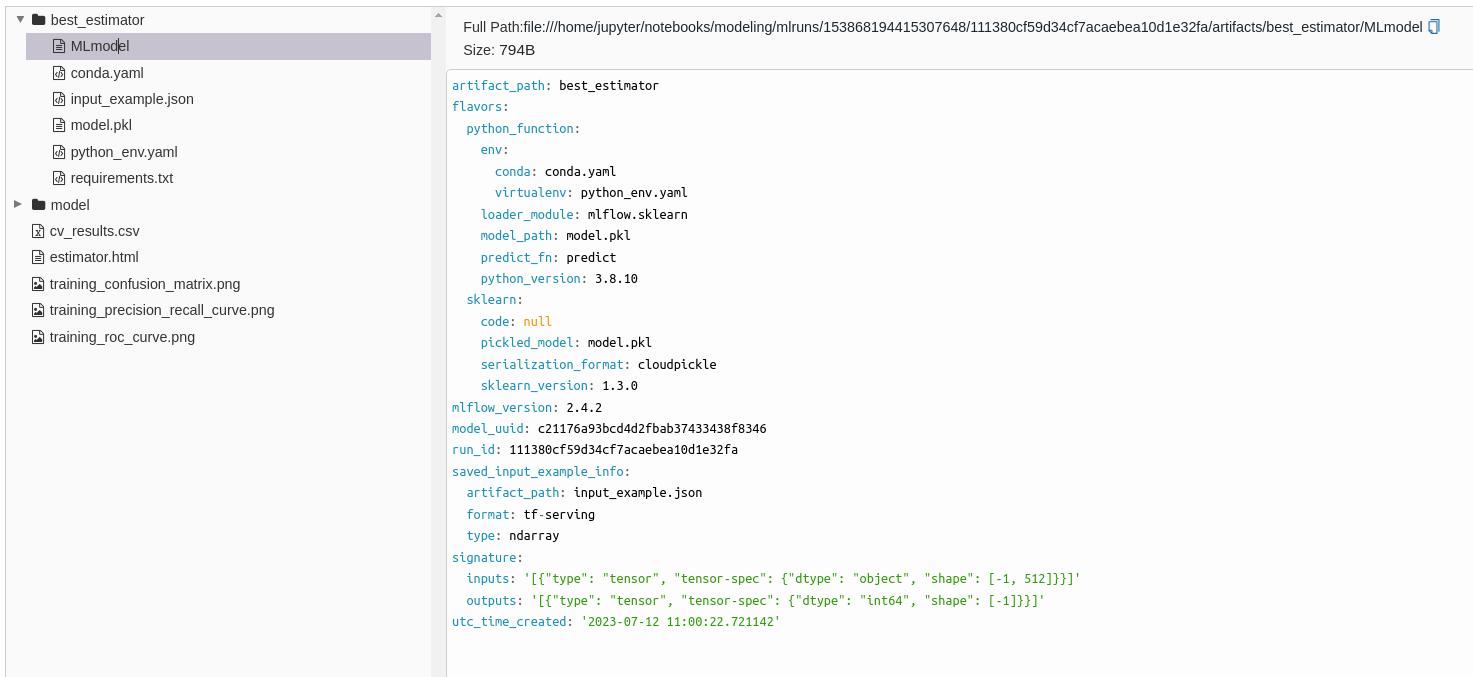 best_estimator
MLmodel
conda.yaml
input_example.json
model.pkl
python_env.yaml
requirements.txt
model
cv_results.csv
estimator.html
training_confusion_matrix.png
training_precision_recall_curve.png
training_roc_curve.png
Full Path:file:///home/jupyter/notebooks/modeling/mlruns/153868194415307648/111380cf59d34cf7acaebea10d1e32fa/artifacts/best_estimator/MLmodel
Size: 794B
artifact_path: best_estimator
flavors:
  python_function:
    env:
      conda: conda.yaml
      virtualenv: python_env.yaml
    loader_module: mlflow.sklearn
    model_path: model.pkl
    predict_fn: predict
    python_version: 3.8.10
  sklearn:
    code: null
    pickled_model: model.pkl
    serialization_format: cloudpickle
    sklearn_version: 1.3.0
mlflow_version: 2.4.2
model_uuid: c21176a93bcd4d2fbab37433438f8346
run_id: 111380cf59d34cf7acaebea10d1e32fa
saved_input_example_info:
  artifact_path: input_example.json
  format: tf-serving
  type: ndarray
signature:
  inputs: '[{"type": "tensor", "tensor-spec": {"dtype": "object", "shape": [-1, 512]}}]'
  outputs: '[{"type": "tensor", "tensor-spec": {"dtype": "int64", "shape": [-1]}}]'
utc_time_created: '2023-07-12 11:00:22.721142'